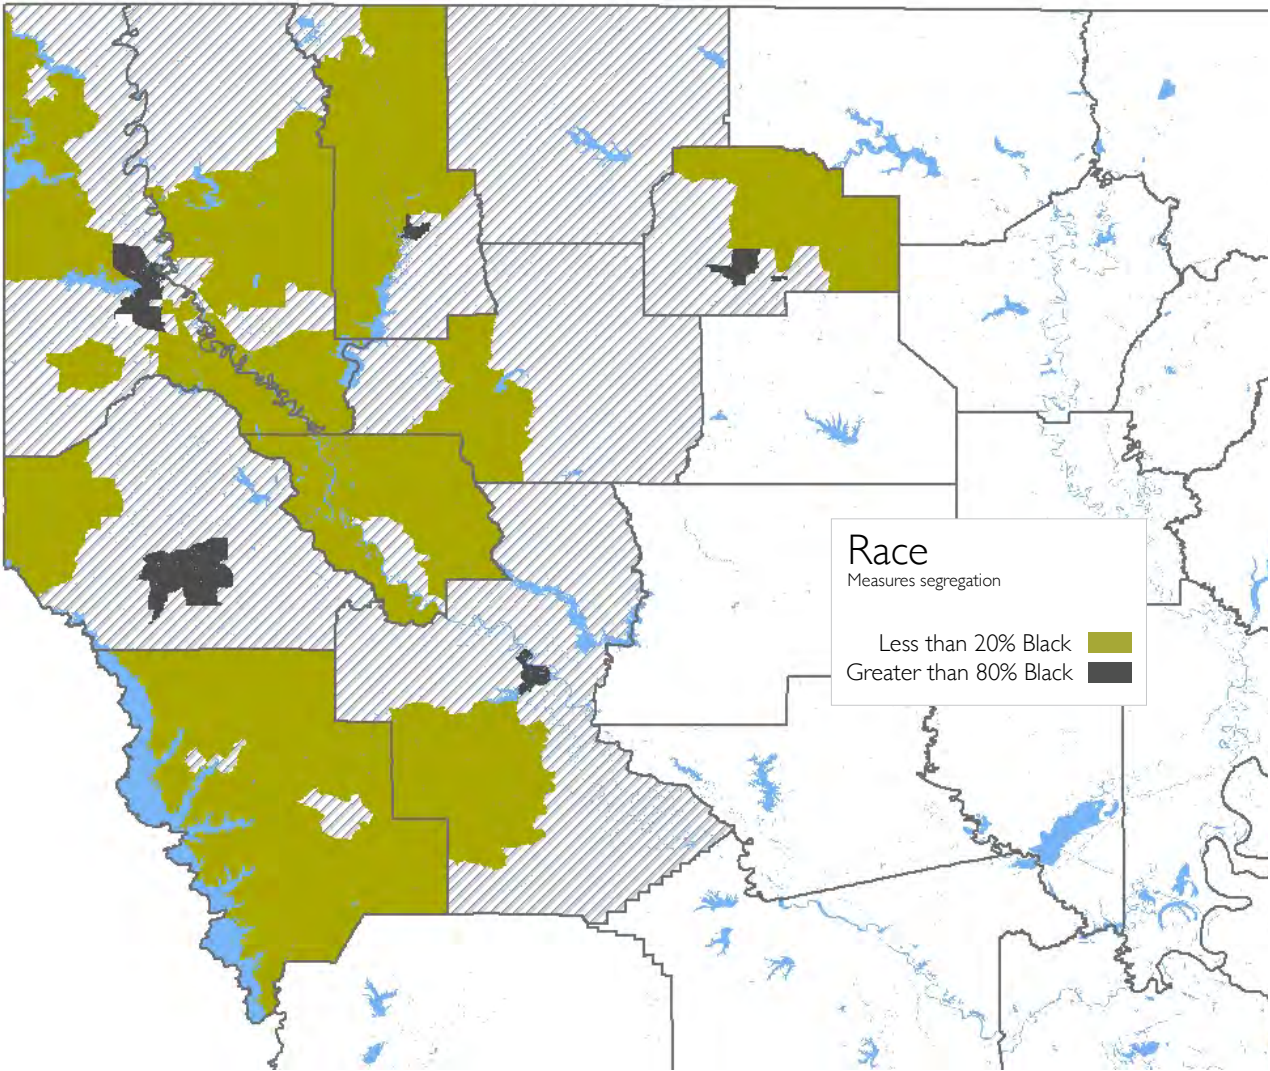 Race
Measures segregation
Less than 20% Black
Greater than 80% Black